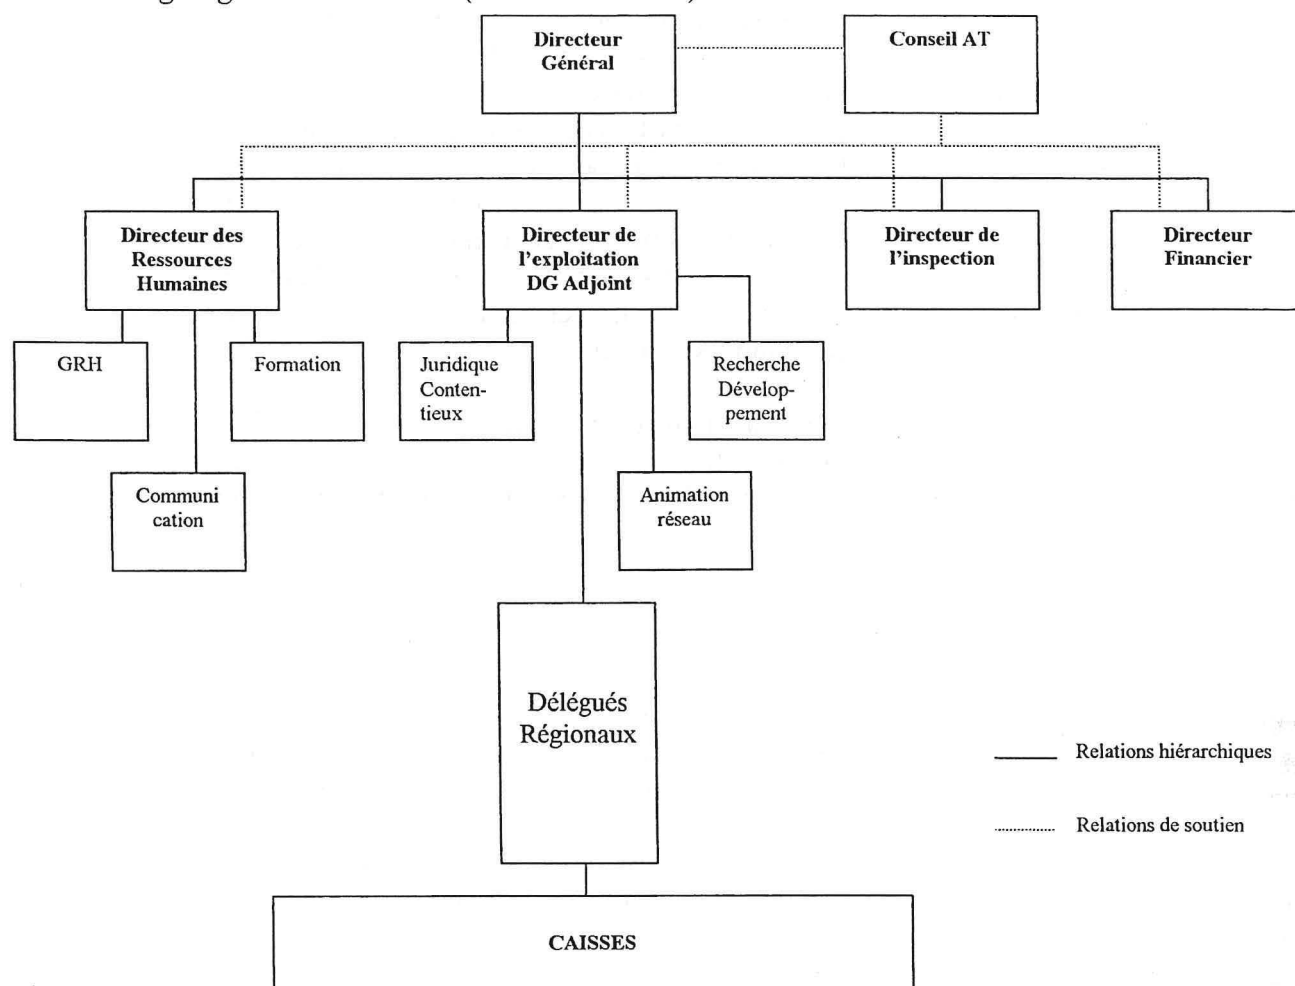 Directeur
Général
Conseil AT
Directeur des
Ressources
Humaines
Directeur de
l'exploitation
DG Adjoint
Directeur de
l'inspection
Directeur
Financier
GRH
Formation
Juridique
Conten-
tieux
Recherche
Dévelop-
pement
Communi
cation
Animation
réseau
Délégués
Régionaux
Relations hiérarchiques
Relations de soutien
CAISSES